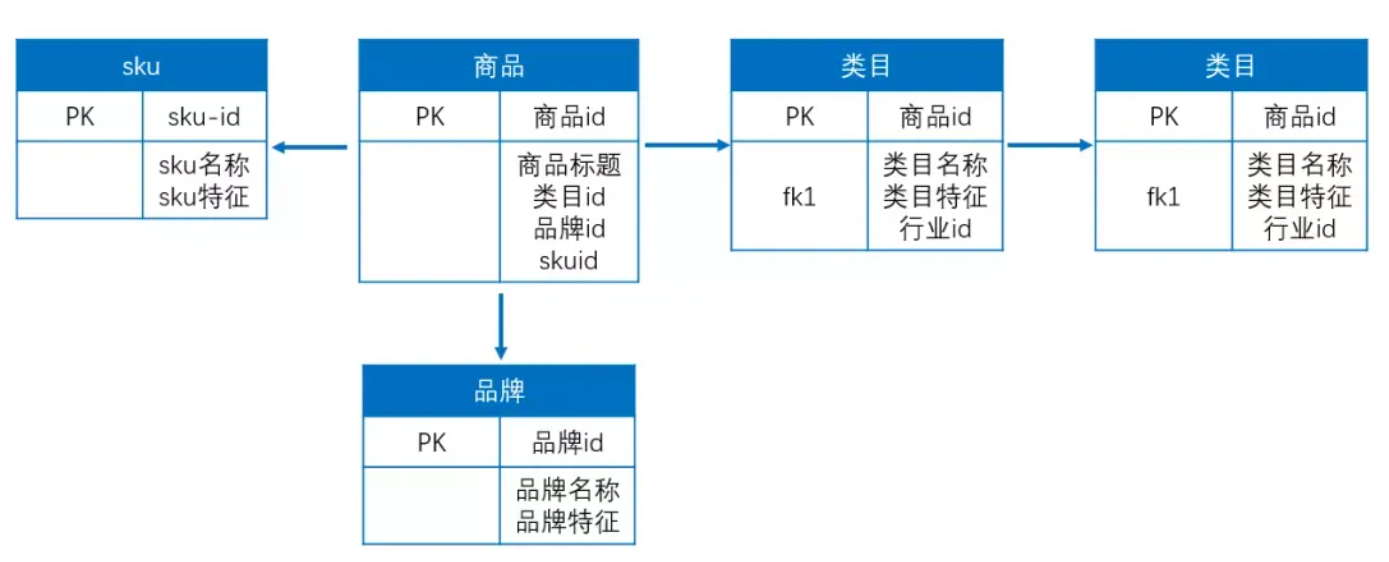 sku
PK
sku-id
sku名称
sku特征
商品
PK
商品id
商品标题
类目id
品牌id
skuid
类目
PK
商品id
fk1
类目名称
类目特征
行业id
类目
PK
商品id
fk1
类目名称
类目特征
行业id
品牌
PK
品牌id
品牌名称
品牌特征